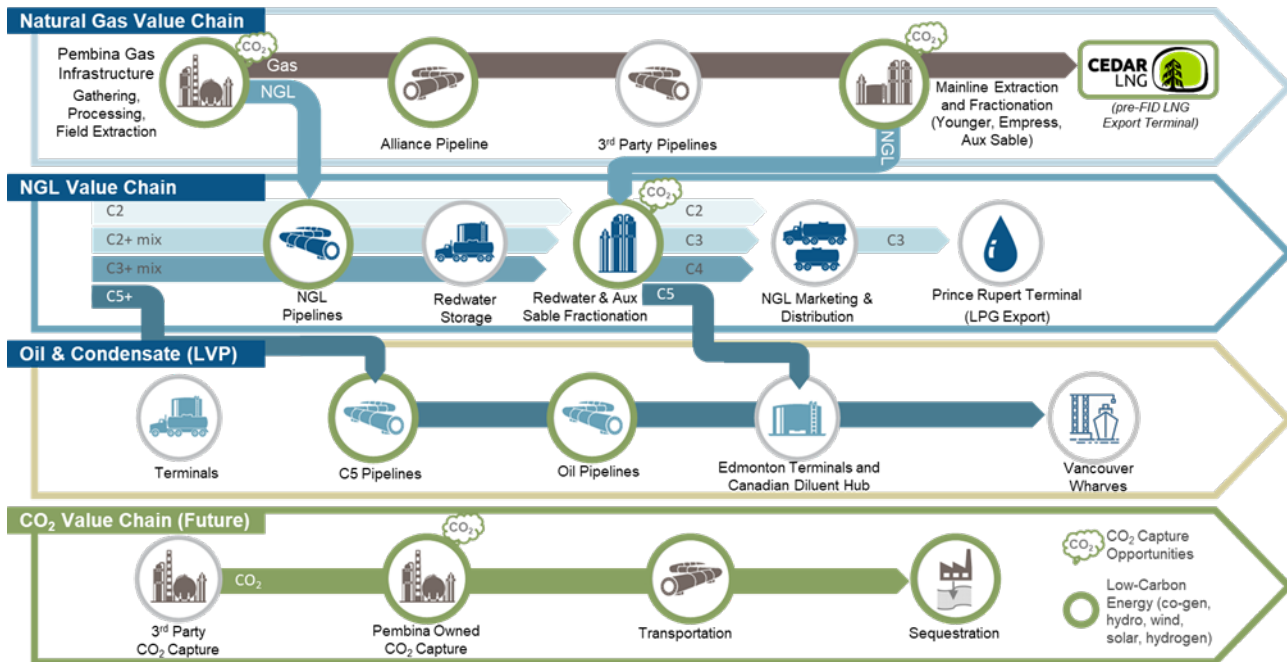 Natural Gas Value Chain
Pembina Gas
Infrastructure
Gathering,
Processing,
Field Extraction
CO2
Gas
NGL
Alliance Pipeline
3rd Party Pipelines
CO2
NGL
Mainline Extraction
and Fractionation
(Younger, Empress,
Aux Sable)
CEDAR
LNG
(pre-FID LNG
Export Terminal)
NGL Value Chain
C2
C2+ mix
C3+ mix
C5+
NGL
Pipelines
Redwater
Storage
CO2
Redwater & Aux
Sable Fractionation
C2
C3
C4
C5
NGL Marketing &
Distribution
C3
Prince Rupert Terminal
(LPG Export)
Oil & Condensate (LVP)
Terminals
C5 Pipelines
Oil Pipelines
Edmonton Terminals and
Canadian Diluent Hub
Vancouver
Wharves
CO2 Value Chain (Future)
3rd Party
CO2 Capture
CO2
CO2
Pembina Owned
CO2 Capture
Transportation
Sequestration
CO2
CO2 Capture
Opportunities
Low-Carbon
Energy (co-gen,
hydro, wind,
solar, hydrogen)